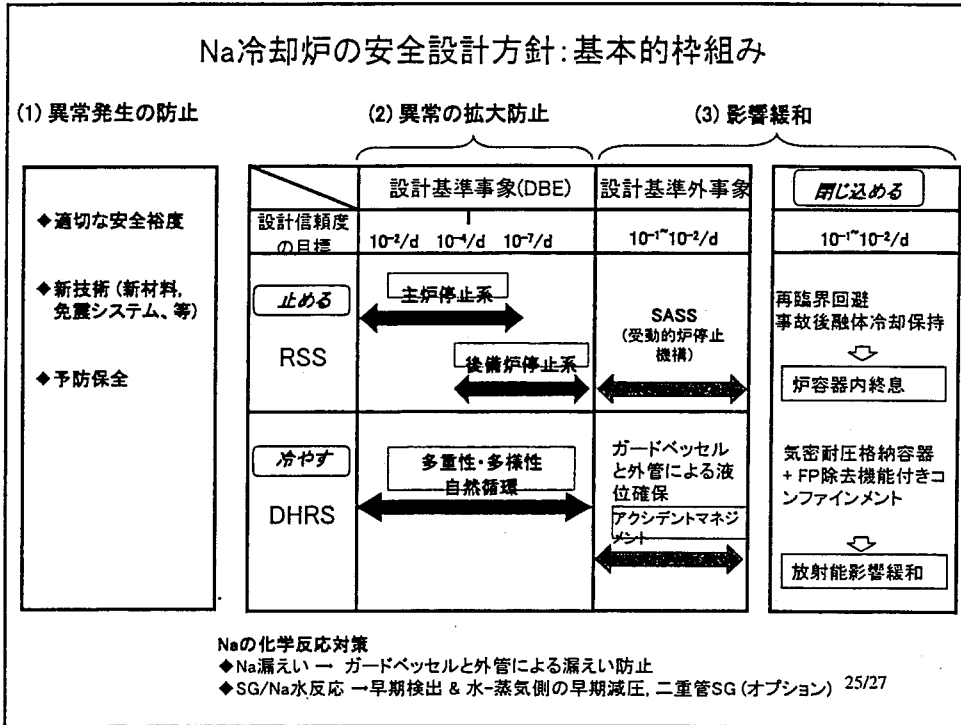 Na冷却炉の安全設計方針:基本的枠組み
(1) 異常発生の防止
(2) 異常の拡大防止
(3) 影響緩和
◆適切な安全裕度
◆新技術 (新材料,
免震システム、等)
◆予防保全
設計基準事象(DBE)
設計基準外事象
閉じ込める
設計信頼度
の目標
10⁻²/d 10⁻⁴/d 10⁻⁷/d
10⁻¹~10⁻²/d
10⁻¹~10⁻²/d
止める
RSS
主炉停止系
後備炉停止系
SASS
(受動的炉停止
機構)
再臨界回避
事故後融体冷却保持
炉容器内終息
冷やす
DHRS
多重性・多様性
自然循環
ガードベッセル
と外管による液
位確保
アクシデントマネジ
メント
気密耐圧格納容器
+ FP除去機能付きコ
ンファインメント
放射能影響緩和
Naの化学反応対策
◆Na漏えい → ガードベッセルと外管による漏えい防止
◆SG/Na水反応 →早期検出 & 水-蒸気側の早期減圧, 二重管SG (オプション)
25/27